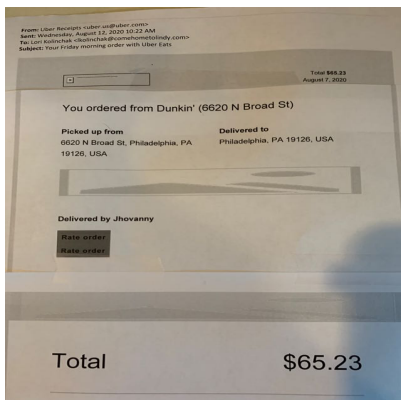 From: Uber Receipts <uber.us@uber.com>
Sent: Wednesday, August 12, 2020 10:22 AM
To: Lori Kolinchak <lkolinchak@comehometolindy.com>
Subject: Your Friday morning order with Uber Eats
Total $65.23
August 7, 2020
You ordered from Dunkin' (6620 N Broad St)
Picked up from
6620 N Broad St, Philadelphia, PA
19126, USA
Delivered to
Philadelphia, PA 19126, USA
Delivered by Jhovanny
Rate order
Rate order
Total $65.23